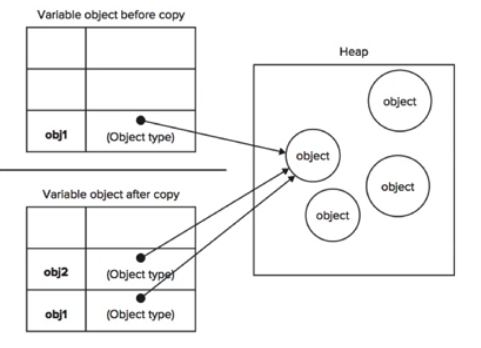 Variable object before copy
obj1 (Object type)
Variable object after copy
obj2 (Object type)
obj1 (Object type)
Heap
object
object
object
object